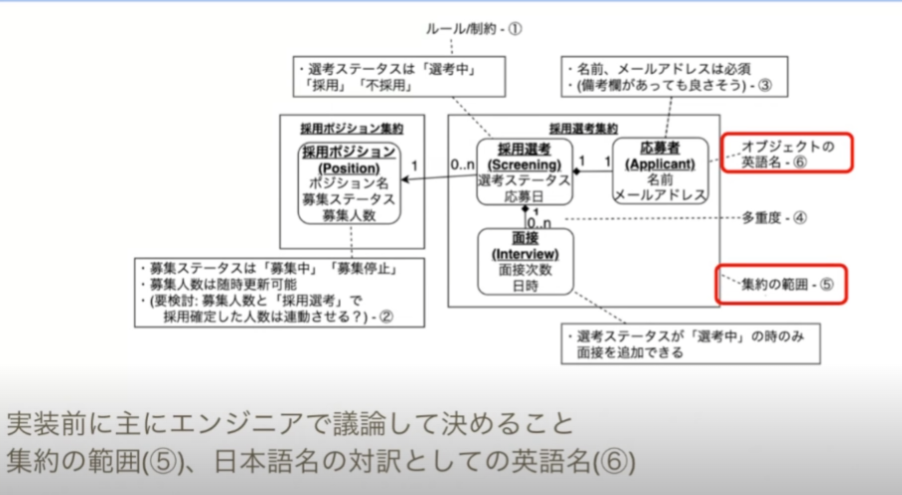 ルール/制約 - ①
・選考ステータスは「選考中」
「採用」「不採用」
・名前、メールアドレスは必須
・(備考欄があっても良さそう) - ③
採用ポジション集約
採用ポジション
(Position)
ポジション名
募集ステータス
募集人数
1
0..n
採用選考集約
採用選考
(Screening)
選考ステータス
応募日
1
1
応募者
(Applicant)
名前
メールアドレス
オブジェクトの
英語名 - ⑥
1
0..n
多重度 - ④
面接
(Interview)
面接次数
日時
集約の範囲 - ⑤
・募集ステータスは「募集中」「募集停止」
・募集人数は随時更新可能
・(要検討: 募集人数と「採用選考」で
採用確定した人数は連動させる？) - ②
・選考ステータスが「選考中」の時のみ
面接を追加できる
実装前に主にエンジニアで議論して決めること
集約の範囲(⑤)、日本語名の対訳としての英語名(⑥)